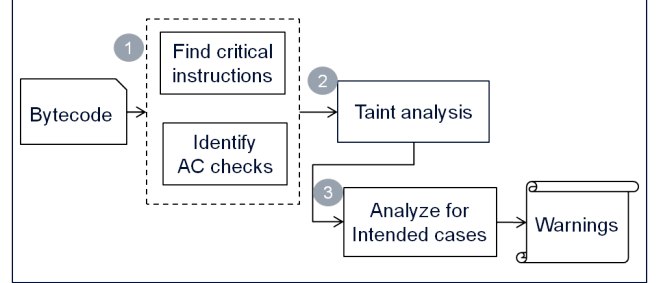 1
Find critical
instructions
Bytecode
Identify
AC checks
2
Taint analysis
3
Analyze for
Intended cases
Warnings